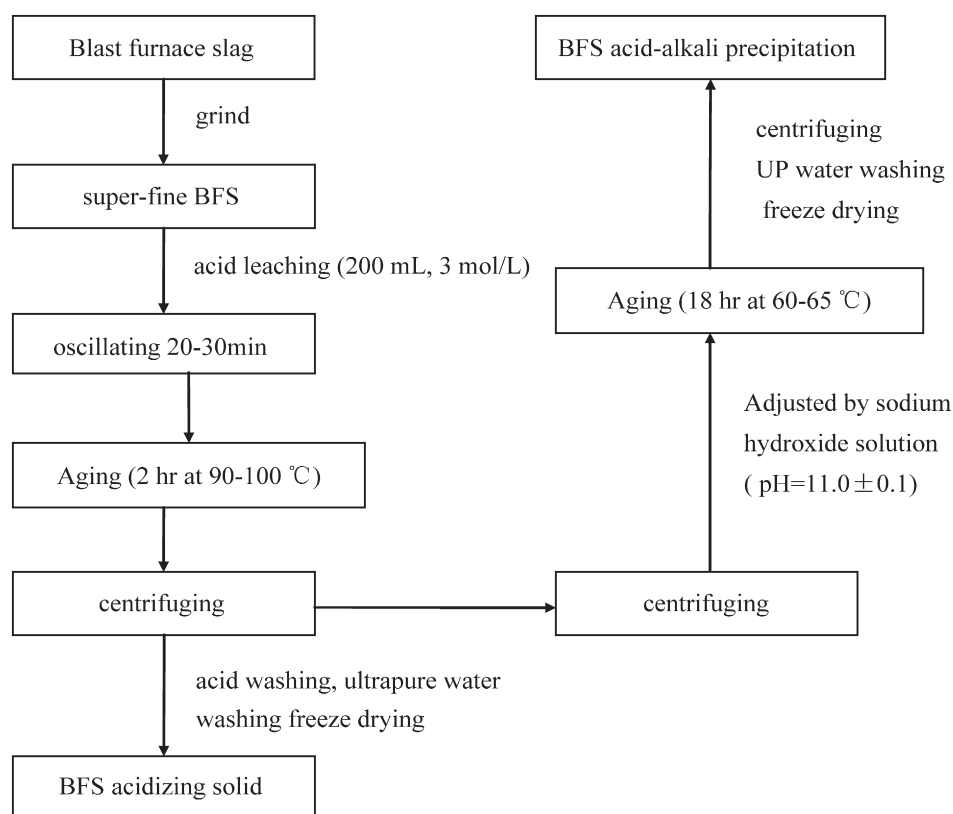 Blast furnace slag
grind
super-fine BFS
acid leaching (200 mL, 3 mol/L)
oscillating 20-30min
Aging (2 hr at 90-100 ℃)
centrifuging
acid washing, ultrapure water
washing freeze drying
BFS acidizing solid
centrifuging
Adjusted by sodium
hydroxide solution
( pH=11.0±0.1)
Aging (18 hr at 60-65 ℃)
centrifuging
UP water washing
freeze drying
BFS acid-alkali precipitation